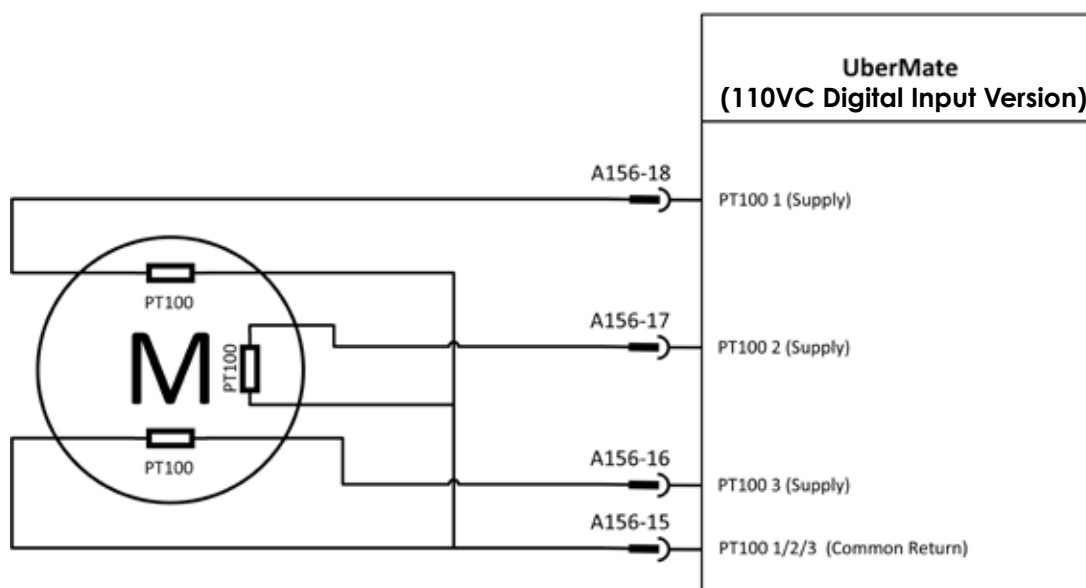 UberMate
(110VC Digital Input Version)
A156-18
PT100 1 (Supply)
PT100
A156-17
PT100 2 (Supply)
M
PT100
A156-16
PT100 3 (Supply)
PT100
A156-15
PT100 1/2/3 (Common Return)